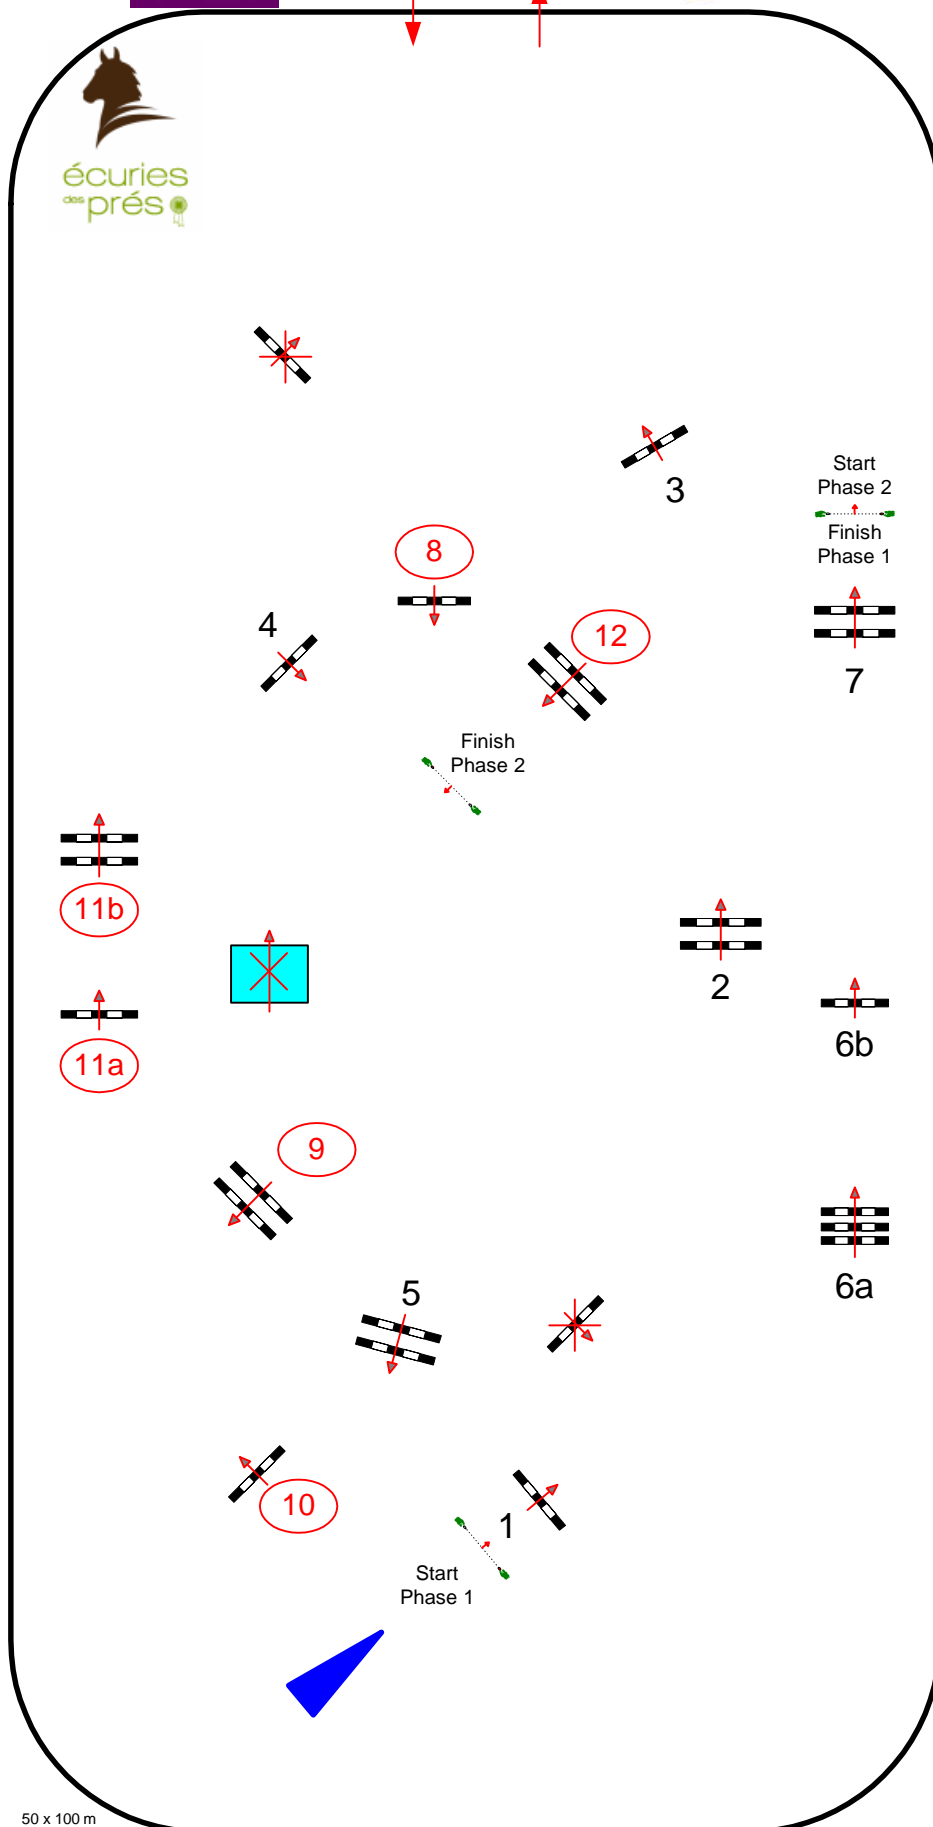 écuries
des prés
3
Start
Phase 2
Finish
Phase 1
8
4
12
7
Finish
Phase 2
11b
2
6b
11a
9
6a
5
10
1
Start
Phase 1
50 x 100 m